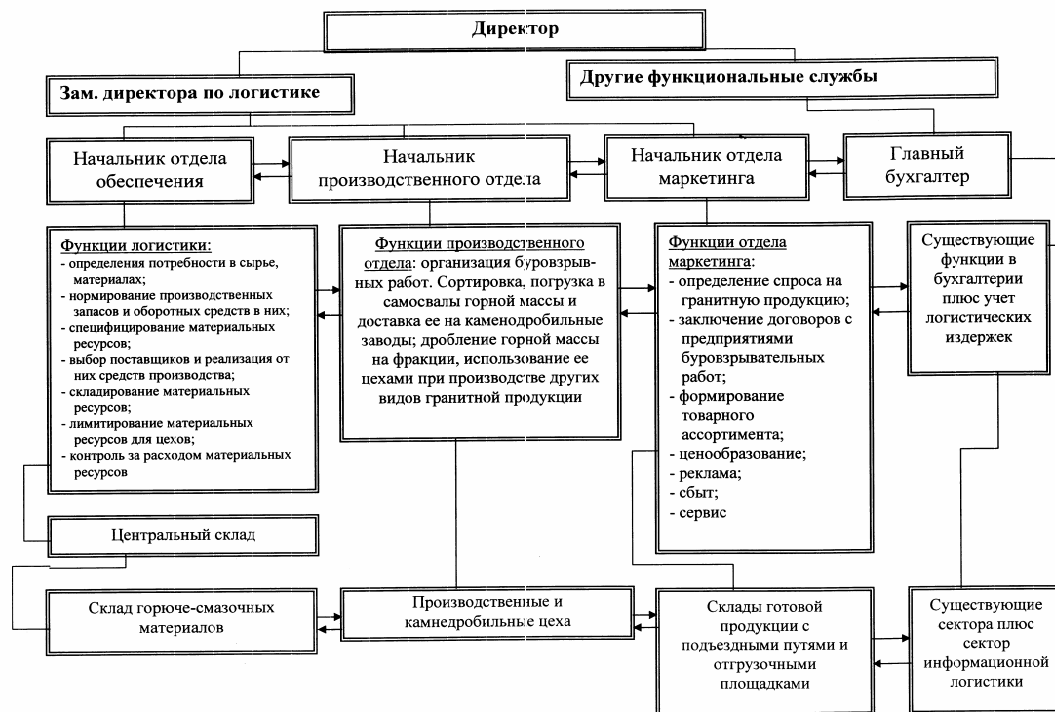 Директор
Зам. директора по логистике
Другие функциональные службы
Начальник отдела
обеспечения
Начальник
производственного отдела
Начальник отдела
маркетинга
Главный
бухгалтер
Функции логистики:
- определения потребности в сырье,
материалах;
- нормирование производственных
запасов и оборотных средств в них;
- специфицирование материальных
ресурсов;
- выбор поставщиков и реализация от
них средств производства;
- складирование материальных
ресурсов;
- лимитирование материальных
ресурсов для цехов;
- контроль за расходом материальных
ресурсов
Функции производственного
отдела: организация буровзрыв-
ных работ. Сортировка, погрузка в
самосвалы горной массы и
доставка ее на каменодробильные
заводы; дробление горной массы
на фракции, использование ее
цехами при производстве других
видов гранитной продукции
Функции отдела
маркетинга:
- определение спроса на
гранитную продукцию;
- заключение договоров с
предприятиями
буровзрывательных
работ;
- формирование
товарного
ассортимента;
- ценообразование;
- реклама;
- сбыт;
- сервис
Существующие
функции в
бухгалтерии
плюс учет
логистических
издержек
Центральный склад
Склад горюче-смазочных
материалов
Производственные и
камнедробильные цеха
Склады готовой
продукции с
подъездными путями и
отгрузочными
площадками
Существующие
сектора плюс
сектор
информационной
логистики